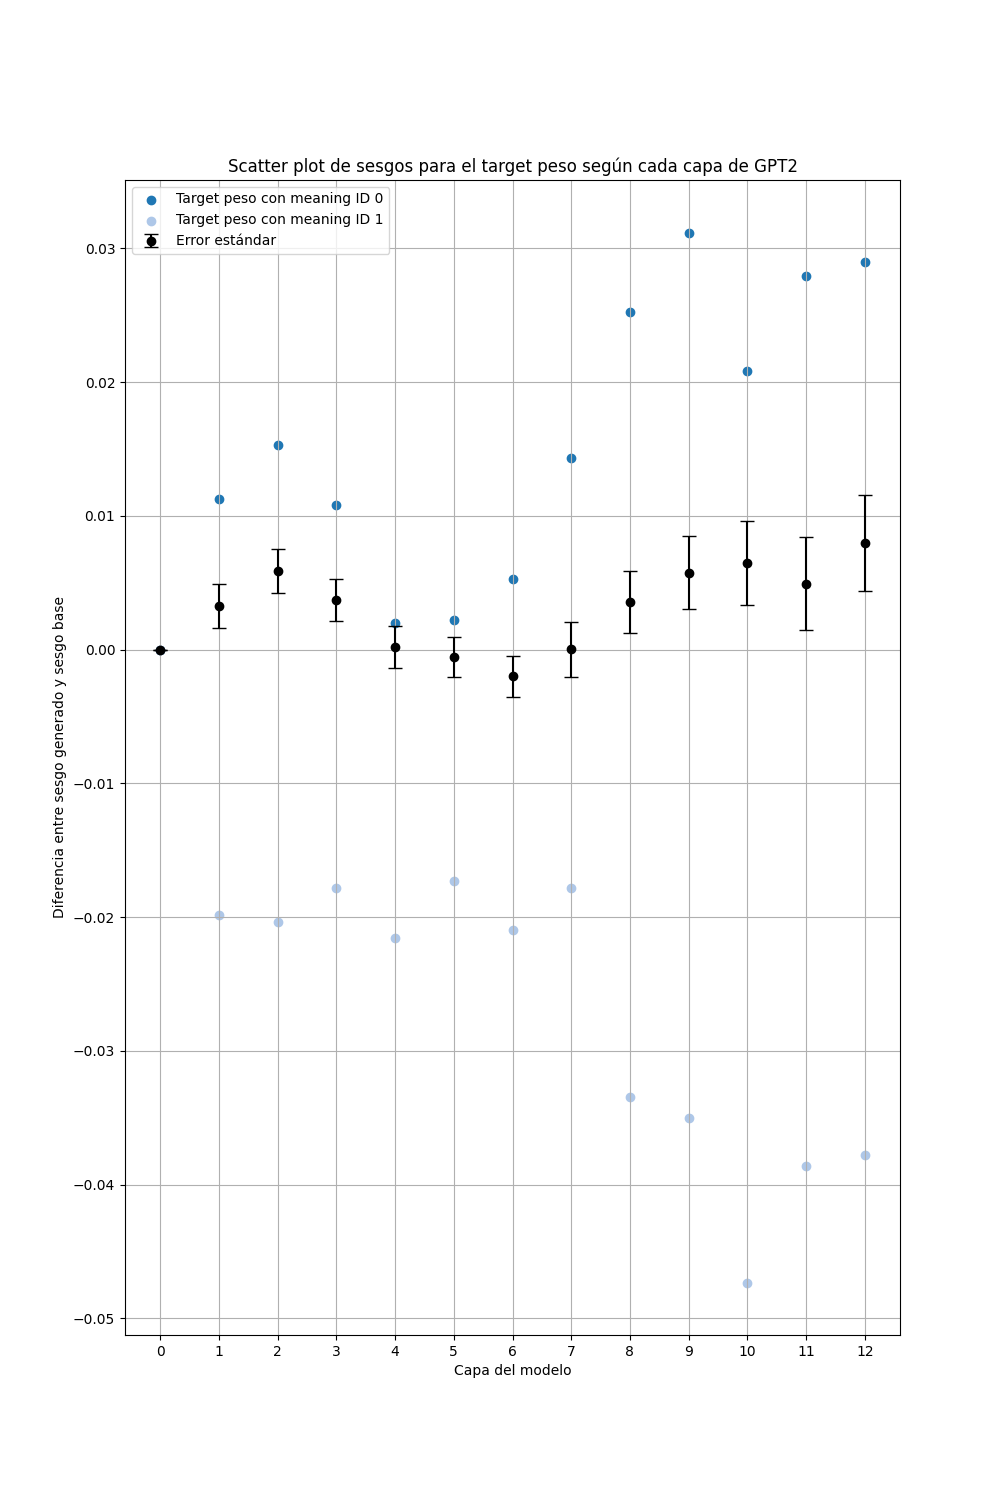 Scatter plot de sesgos para el target peso según cada capa de GPT2
Target peso con meaning ID 0
Target peso con meaning ID 1
Error estándar
Diferencia entre sesgo generado y sesgo base
0.03
0.02
0.01
0.00
−0.01
−0.02
−0.03
−0.04
−0.05
0 1 2 3 4 5 6 7 8 9 10 11 12
Capa del modelo